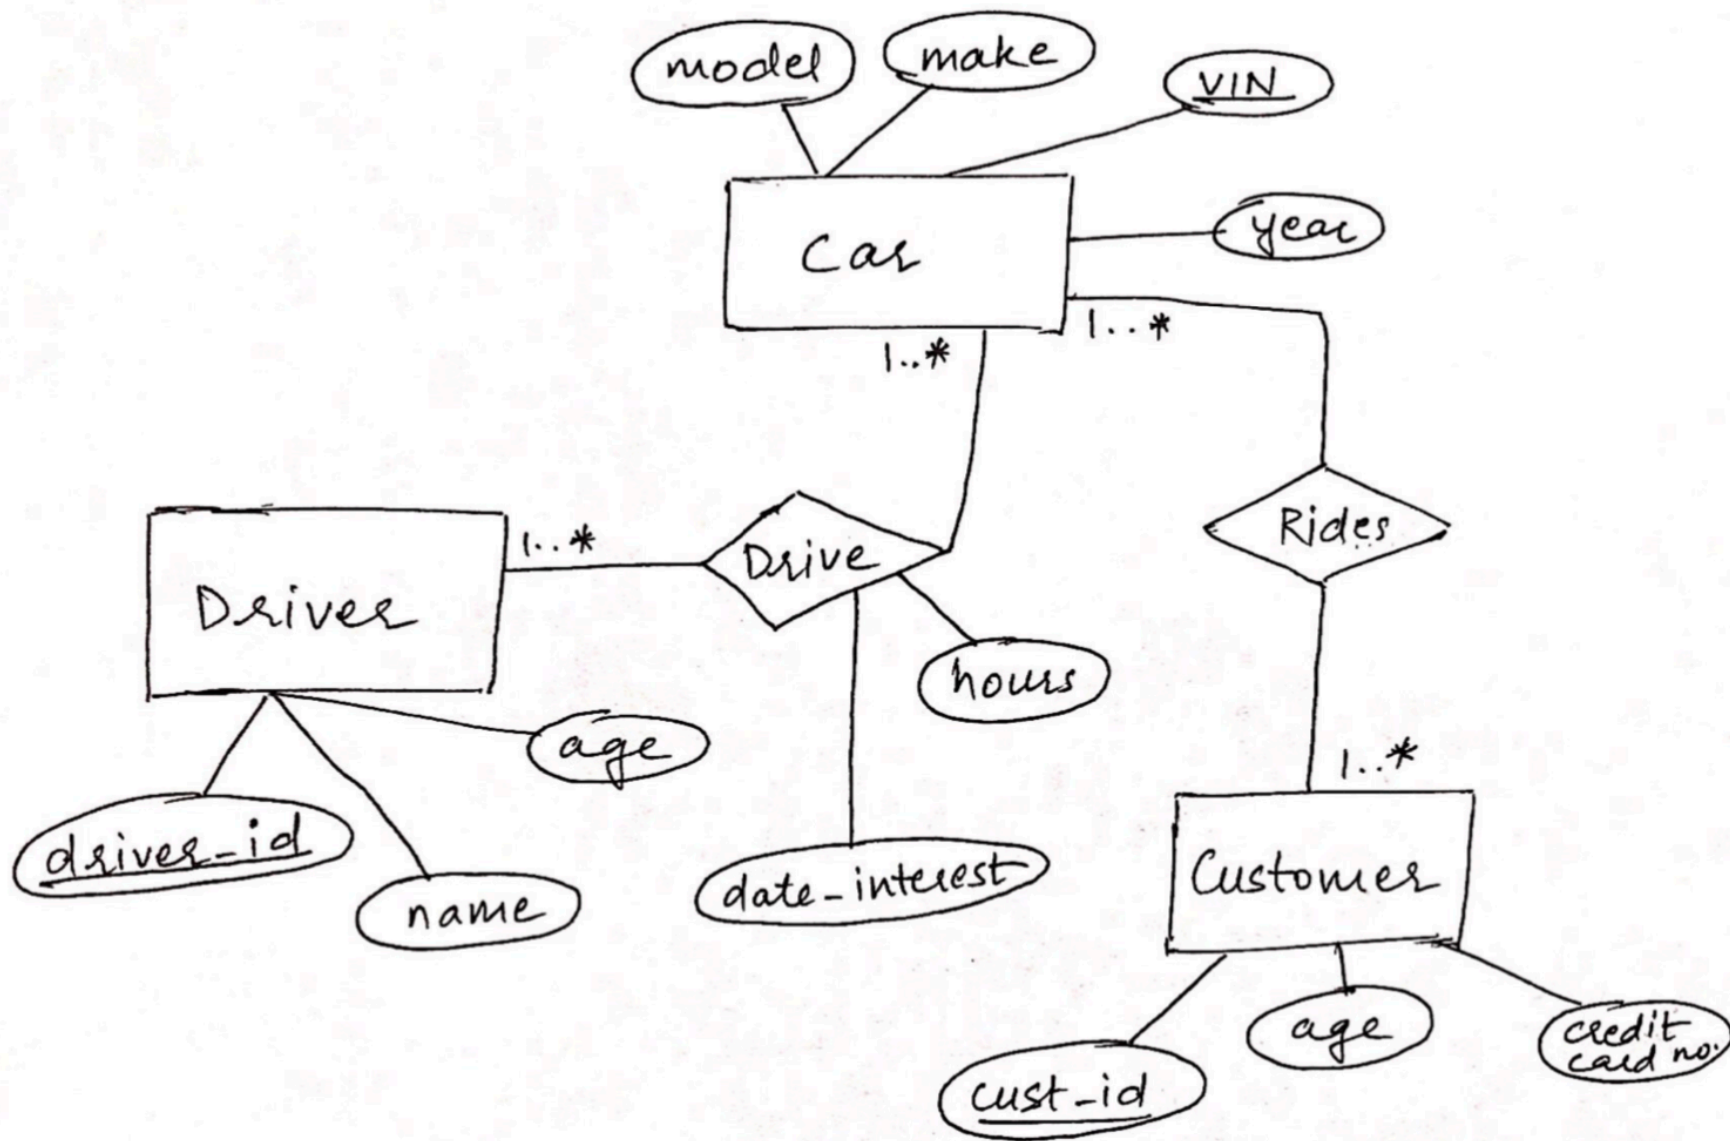 model
make
VIN
year
Car
1..*
1..*
Rides
1..*
Drive
Driver
hours
age
1..*
driver_id
name
date_interest
Customer
cust_id
age
credit
card no.